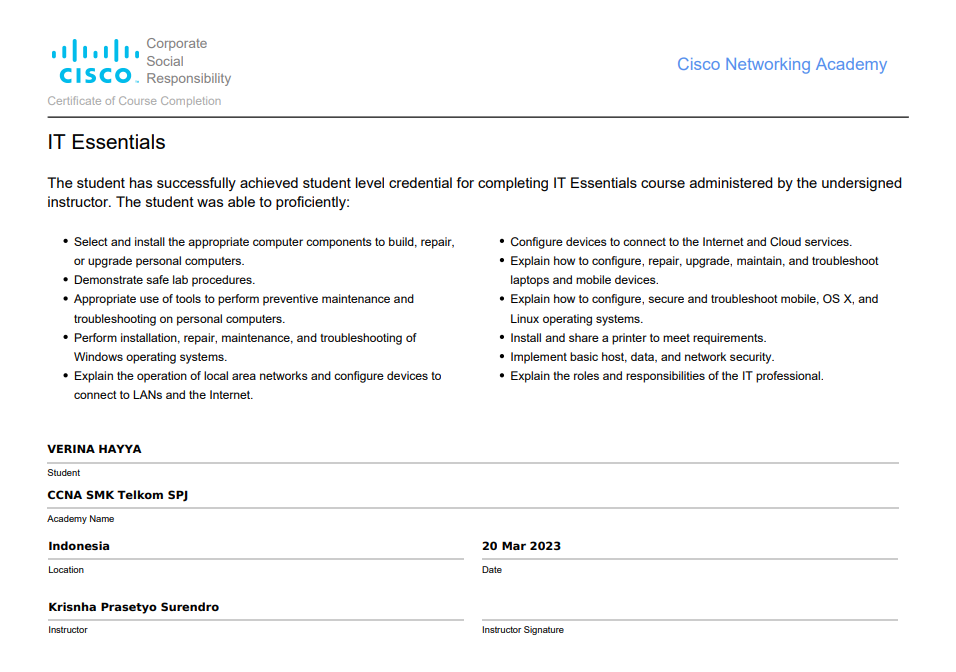 Corporate
Social
Responsibility
CISCO
Cisco Networking Academy
Certificate of Course Completion
IT Essentials
The student has successfully achieved student level credential for completing IT Essentials course administered by the undersigned
instructor. The student was able to proficiently:
• Select and install the appropriate computer components to build, repair,
or upgrade personal computers.
• Demonstrate safe lab procedures.
• Appropriate use of tools to perform preventive maintenance and
troubleshooting on personal computers.
• Perform installation, repair, maintenance, and troubleshooting of
Windows operating systems.
• Explain the operation of local area networks and configure devices to
connect to LANs and the Internet.
• Configure devices to connect to the Internet and Cloud services.
• Explain how to configure, repair, upgrade, maintain, and troubleshoot
laptops and mobile devices.
• Explain how to configure, secure and troubleshoot mobile, OS X, and
Linux operating systems.
• Install and share a printer to meet requirements.
• Implement basic host, data, and network security.
• Explain the roles and responsibilities of the IT professional.
VERINA HAYYA
Student
CCNA SMK Telkom SPJ
Academy Name
Indonesia
Location
20 Mar 2023
Date
Krisnha Prasetyo Surendro
Instructor
Instructor Signature